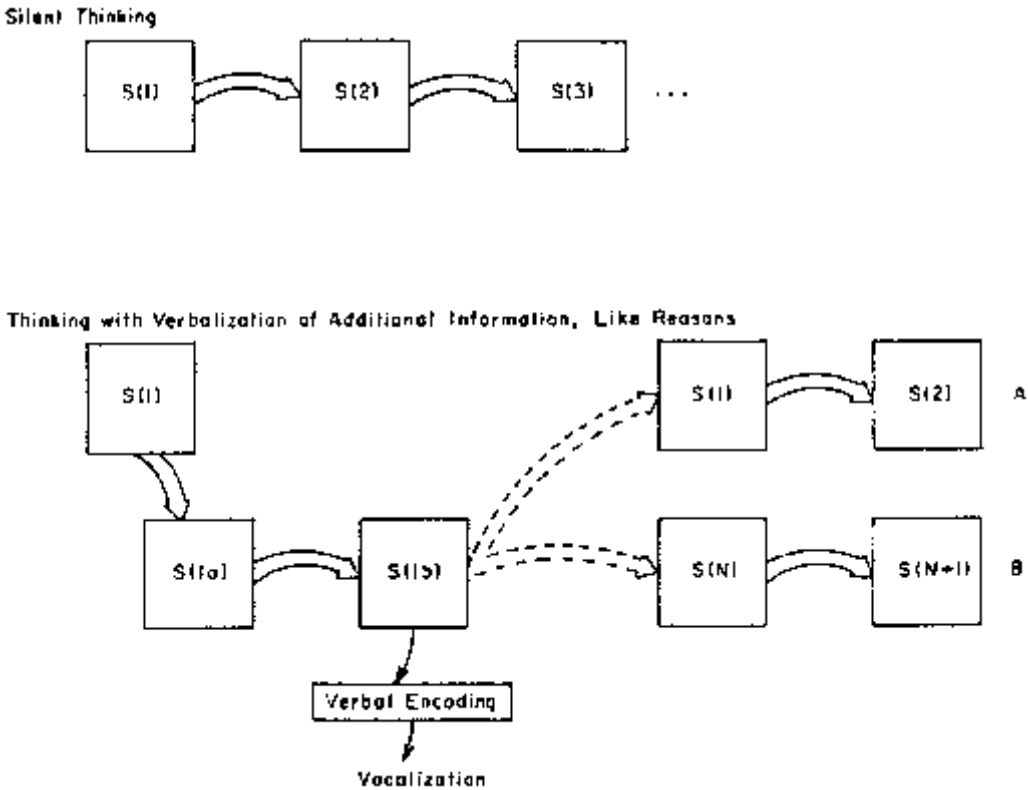 Silent Thinking
S(1) S(2) S(3) ...
Thinking with Verbalization of Additional Information, Like Reasons
S(1) S(1) S(2) A
S(1a) S(1b) S(N) S(N+1) B
Verbal Encoding
Vocalization